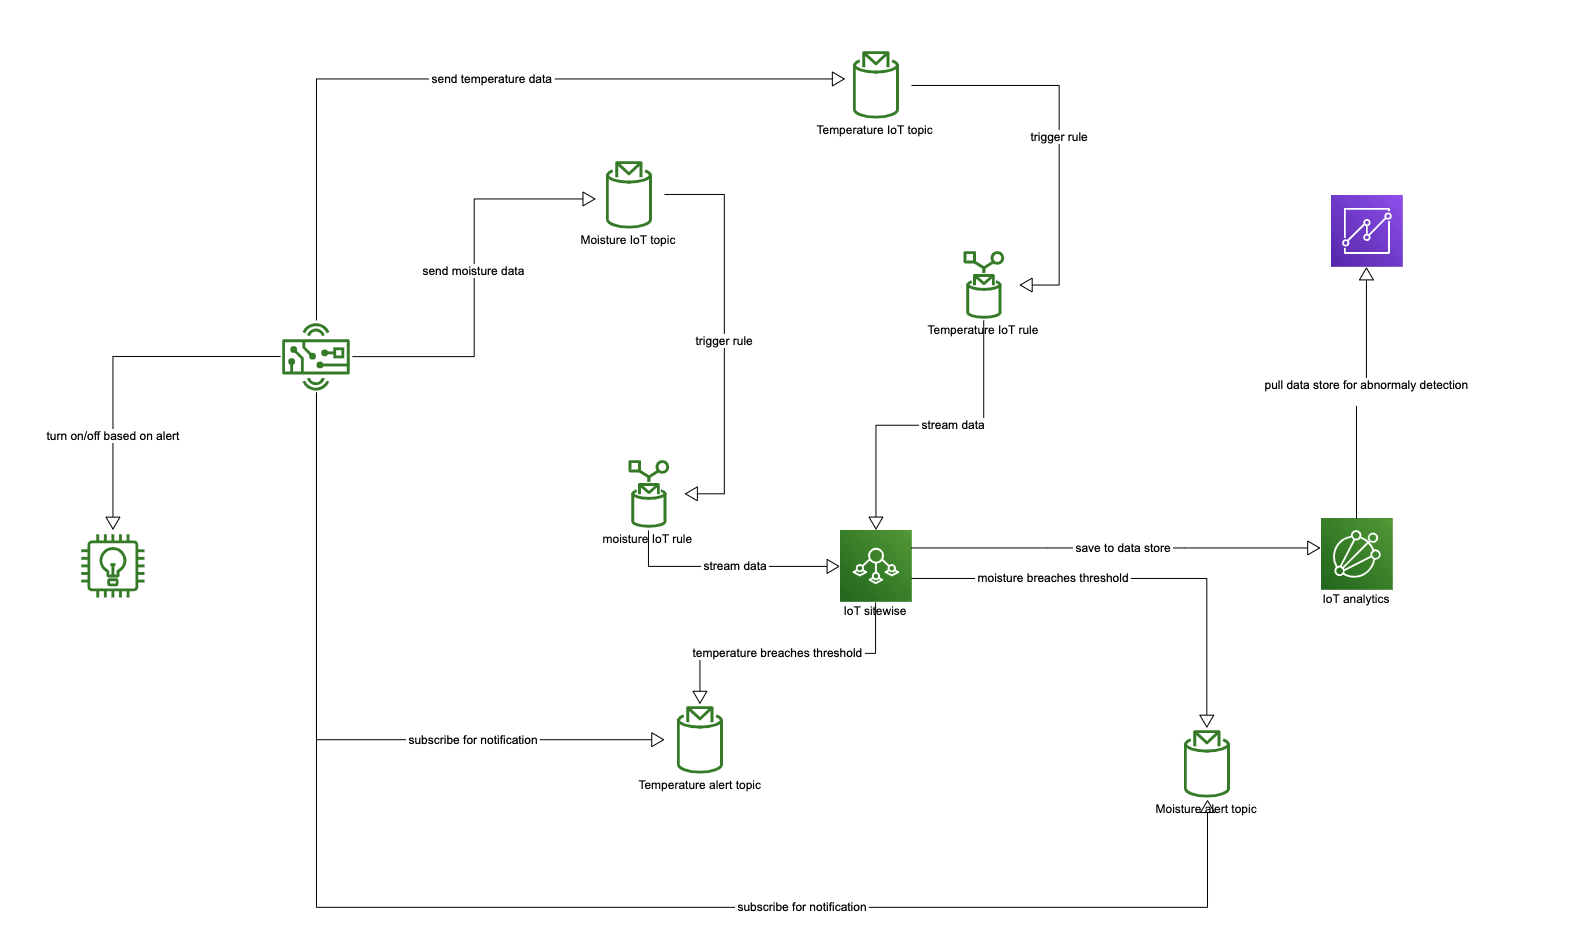 send temperature data
Temperature IoT topic
trigger rule
Moisture IoT topic
send moisture data
Temperature IoT rule
trigger rule
pull data store for abnormaly detection
stream data
turn on/off based on alert
moisture IoT rule
save to data store
stream data
moisture breaches threshold
IoT analytics
IoT sitewise
temperature breaches threshold
subscribe for notification
Temperature alert topic
Moisture alert topic
subscribe for notification